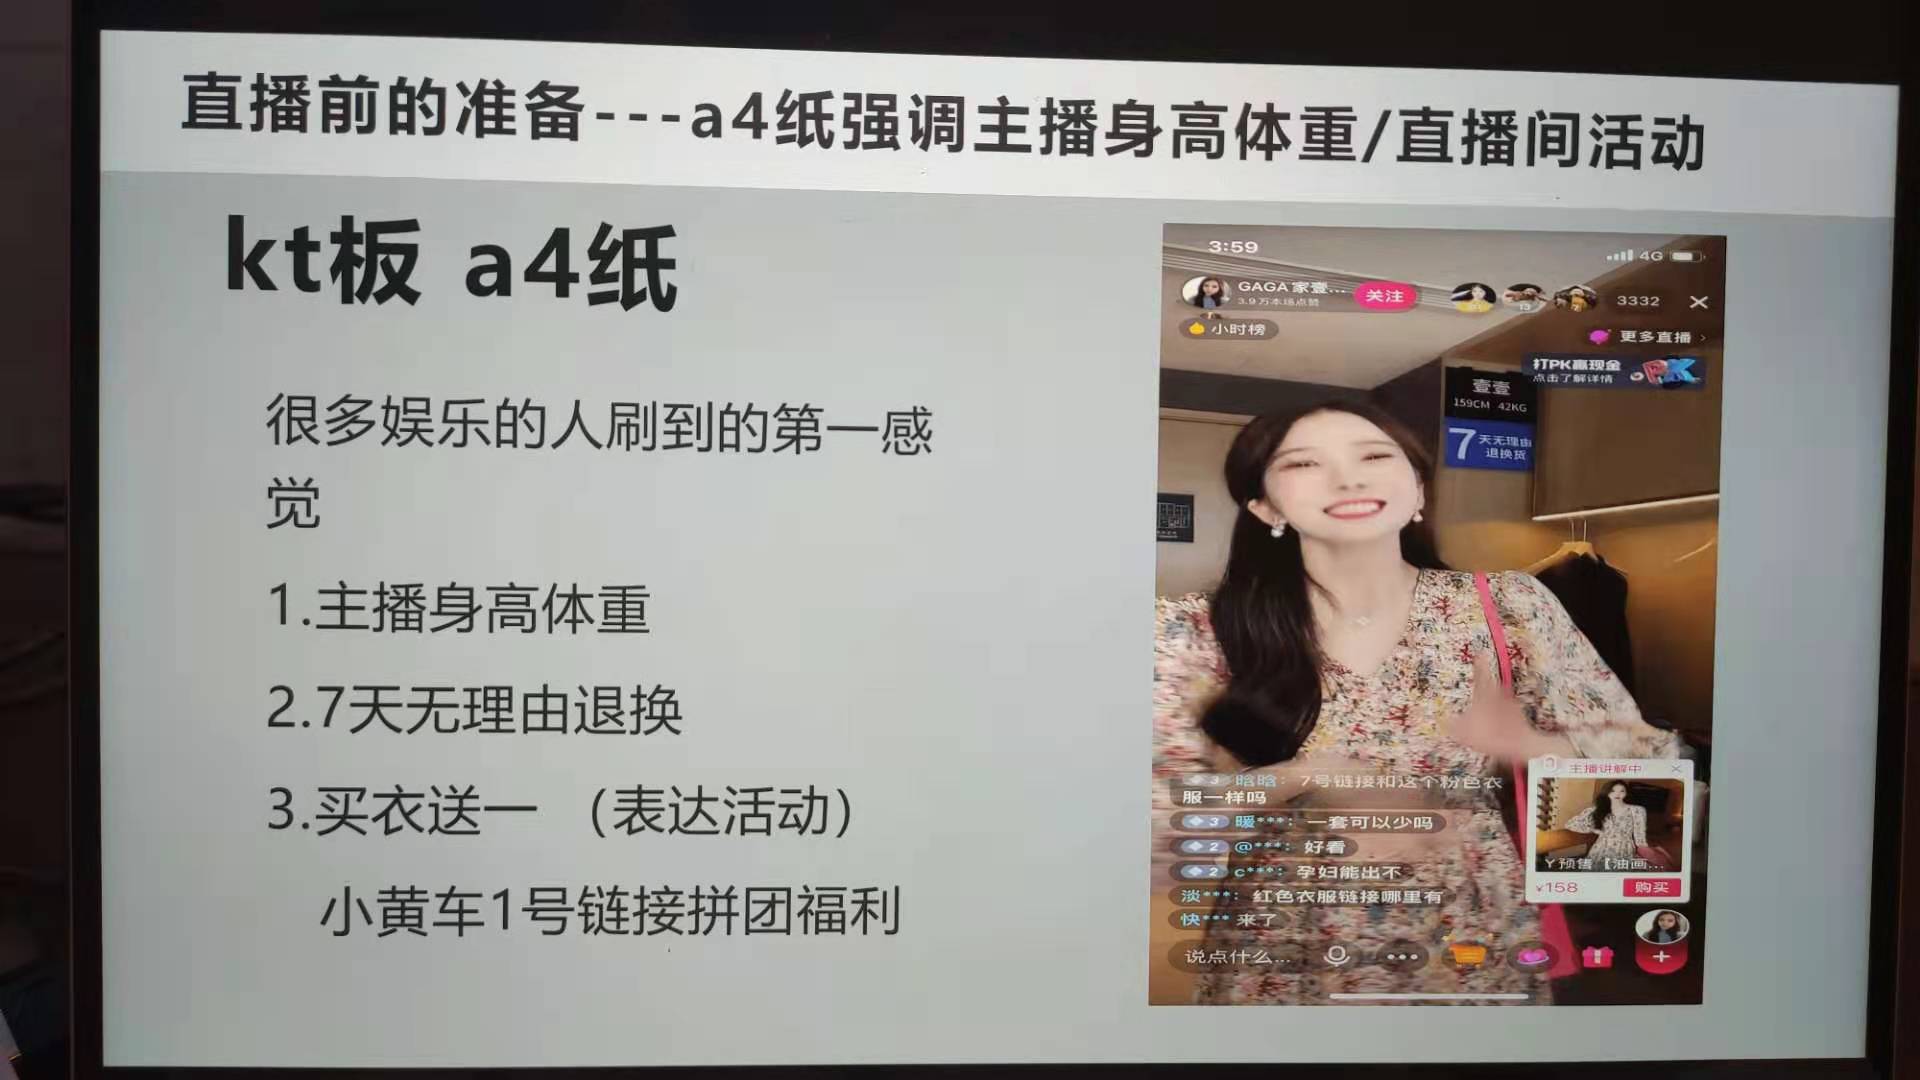 直播前的准备---a4纸强调主播身高体重/直播间活动
kt板 a4纸
很多娱乐的人刷到的第一感
觉
1.主播身高体重
2.7天无理由退换
3.买衣送一 （表达活动）
小黄车1号链接拼团福利
3:59
4G
GAGA家壹...
3.9万本场点赞
关注
3332
小时榜
更多直播
打PK赢现金
点击了解详情
PK
壹壹
159CM 42KG
7天无理由
退换货
3 晗晗：7号链接和这个粉色衣
服一样吗
3 暖***：一套可以少吗
2 @***：好看
2 c***：孕妇能出不
淡***：红色衣服链接哪里有
快*** 来了
说点什么...
主播讲解中
Y预售【油画...
¥158
购买